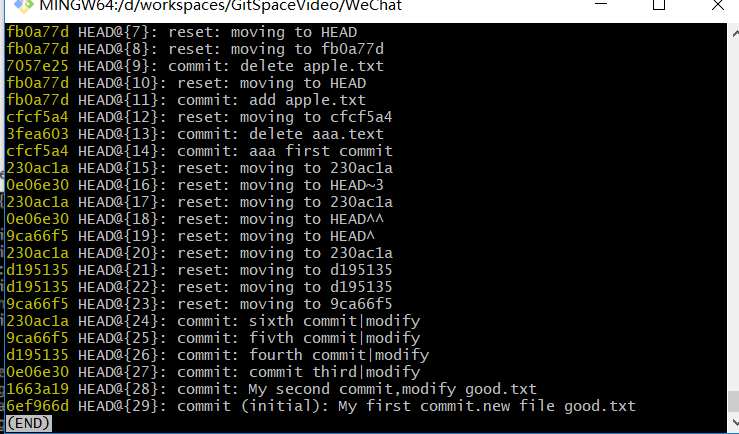 MINGW64:/d/workspaces/GitSpaceVideo/WeChat
fb0a77d HEAD@{7}: reset: moving to HEAD
fb0a77d HEAD@{8}: reset: moving to fb0a77d
7057e25 HEAD@{9}: commit: delete apple.txt
fb0a77d HEAD@{10}: reset: moving to HEAD
fb0a77d HEAD@{11}: commit: add apple.txt
cfcf5a4 HEAD@{12}: reset: moving to cfcf5a4
3fea603 HEAD@{13}: commit: delete aaa.text
cfcf5a4 HEAD@{14}: commit: aaa first commit
230ac1a HEAD@{15}: reset: moving to 230ac1a
0e06e30 HEAD@{16}: reset: moving to HEAD~3
230ac1a HEAD@{17}: reset: moving to 230ac1a
0e06e30 HEAD@{18}: reset: moving to HEAD^^
9ca66f5 HEAD@{19}: reset: moving to HEAD^
230ac1a HEAD@{20}: reset: moving to 230ac1a
d195135 HEAD@{21}: reset: moving to d195135
d195135 HEAD@{22}: reset: moving to d195135
9ca66f5 HEAD@{23}: reset: moving to 9ca66f5
230ac1a HEAD@{24}: commit: sixth commit|modify
9ca66f5 HEAD@{25}: commit: fivth commit|modify
d195135 HEAD@{26}: commit: fourth commit|modify
0e06e30 HEAD@{27}: commit: commit third|modify
1663a19 HEAD@{28}: commit: My second commit,modify good.txt
6ef966d HEAD@{29}: commit (initial): My first commit.new file good.txt
(END)